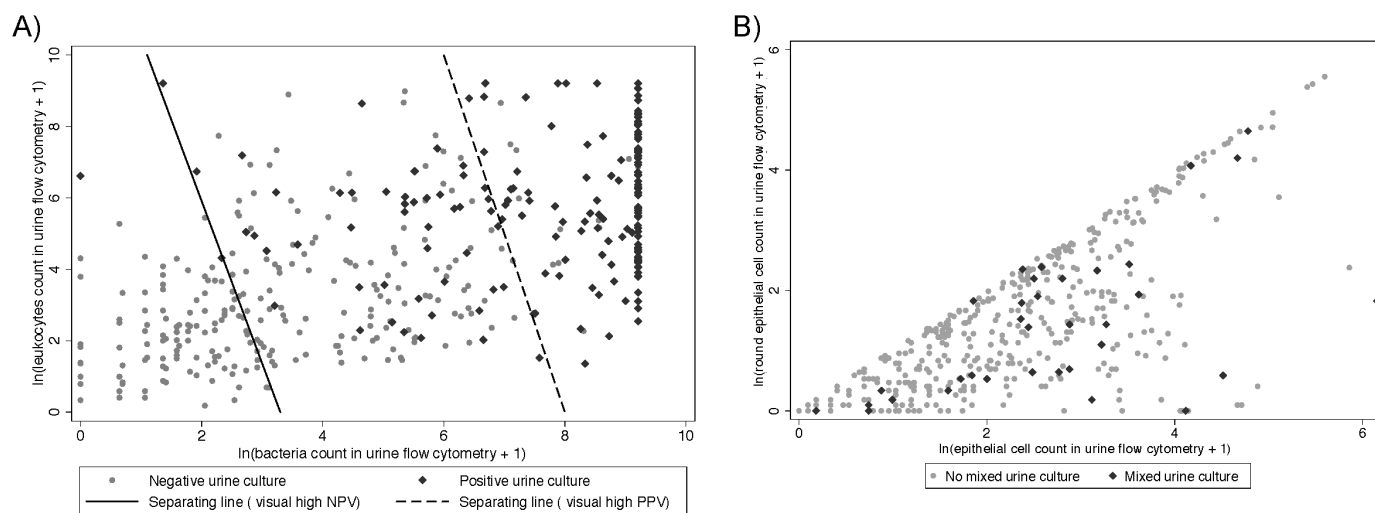 A)
ln(leukocytes count in urine flow cytometry + 1)
10
8
6
4
2
0
0 2 4 6 8 10
ln(bacteria count in urine flow cytometry + 1)
Negative urine culture Positive urine culture
Separating line ( visual high NPV) Separating line ( visual high PPV)
B)
ln(round epithelial cell count in urine flow cytometry + 1)
6
4
2
0
0 2 4 6
ln(epithelial cell count in urine flow cytometry + 1)
No mixed urine culture Mixed urine culture